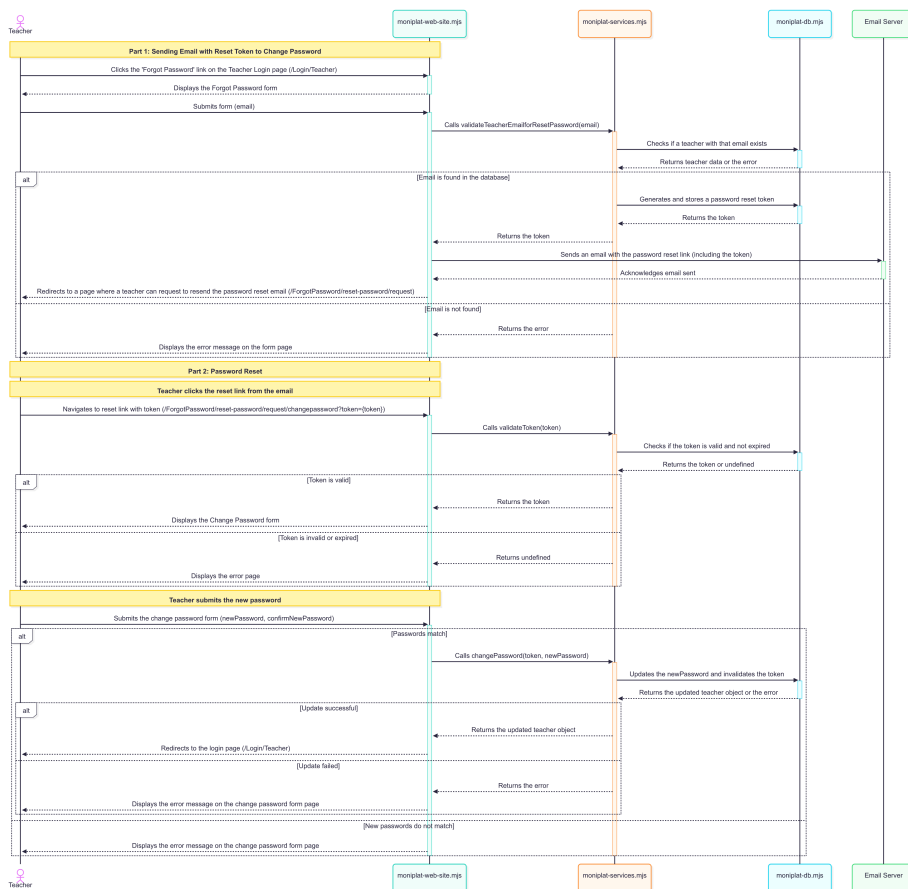 moniplat-web-site.mjs
moniplat-services.mjs
moniplat-db.mjs
Email Server
Teacher
Part 1: Sending Email with Reset Token to Change Password
Clicks the 'Forgot Password' link on the Teacher Login page (/Login/Teacher)
Displays the Forgot Password form
Submits form (email)
Calls validateTeacherEmailforResetPassword(email)
Checks if a teacher with that email exists
Returns teacher data or the error
alt
[Email is found in the database]
Generates and stores a password reset token
Returns the token
Returns the token
Sends an email with the password reset link (including the token)
Acknowledges email sent
Redirects to a page where a teacher can request to resend the password reset email (/ForgotPassword/reset-password/request)
[Email is not found]
Returns the error
Displays the error message on the form page
Part 2: Password Reset
Teacher clicks the reset link from the email
Navigates to reset link with token (/ForgotPassword/reset-password/request/changepassword?token={token})
Calls validateToken(token)
Checks if the token is valid and not expired
Returns the token or undefined
alt
[Token is valid]
Returns the token
Displays the Change Password form
[Token is invalid or expired]
Returns undefined
Displays the error page
Teacher submits the new password
Submits the change password form (newPassword, confirmNewPassword)
alt
[Passwords match]
Calls changePassword(token, newPassword)
Updates the newPassword and invalidates the token
Returns the updated teacher object or the error
alt
[Update successful]
Returns the updated teacher object
Redirects to the login page (/Login/Teacher)
[Update failed]
Returns the error
Displays the error message on the change password form page
[New passwords do not match]
Displays the error message on the change password form page
moniplat-web-site.mjs
moniplat-services.mjs
moniplat-db.mjs
Email Server
Teacher